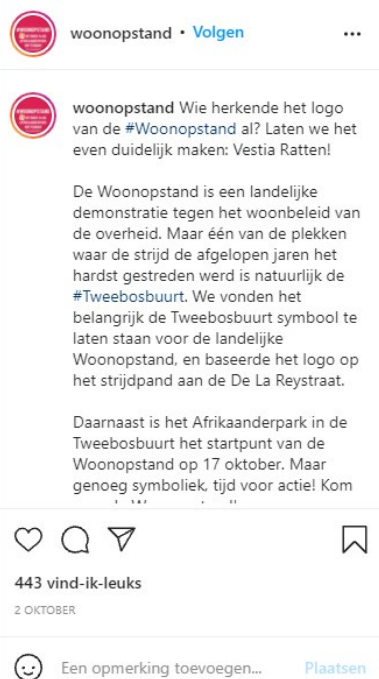 woonopstand • Volgen
woonopstand Wie herkende het logo
van de #Woonopstand al? Laten we het
even duidelijk maken: Vestia Ratten!
De Woonopstand is een landelijke
demonstratie tegen het woonbeleid van
de overheid. Maar één van de plekken
waar de strijd de afgelopen jaren het
hardst gestreden werd is natuurlijk de
#Tweebosbuurt. We vonden het
belangrijk de Tweebosbuurt symbool te
laten staan voor de landelijke
Woonopstand, en baseerde het logo op
het strijdpand aan de De La Reystraat.
Daarnaast is het Afrikaanderpark in de
Tweebosbuurt het startpunt van de
Woonopstand op 17 oktober. Maar
genoeg symboliek, tijd voor actie! Kom
443 vind-ik-leuks
2 OKTOBER
Een opmerking toevoegen...
Plaatsen